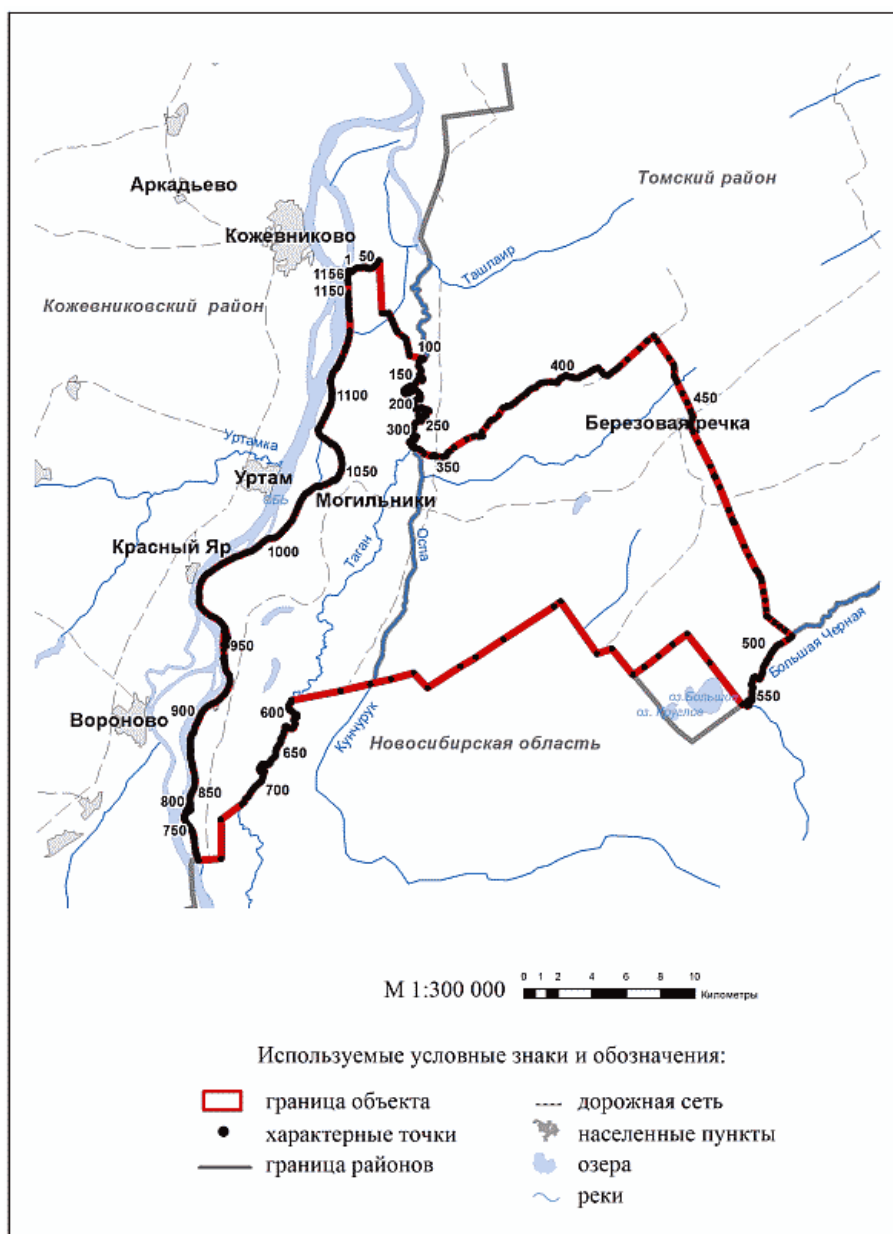 Томский район
Аркадьево
Кожевниково
1 50
1156
Ташлаир
1150
Кожевниковский район
100
400
150
1100
200
450
250
Березовая речка
300
Уртамка
350
1050
Уртам
Могильники
Обь
Красный Яр
1000
Оспа
Таган
950
500
Большая Черная
оз.Большое
550
600
900
оз. Круглов
Вороново
Кунчурук
Новосибирская область
650
850
700
800
750
М 1:300 000
0 1 2 4 6 8 10
Километры
Используемые условные знаки и обозначения:
граница объекта
дорожная сеть
характерные точки
населенные пункты
граница районов
озера
реки